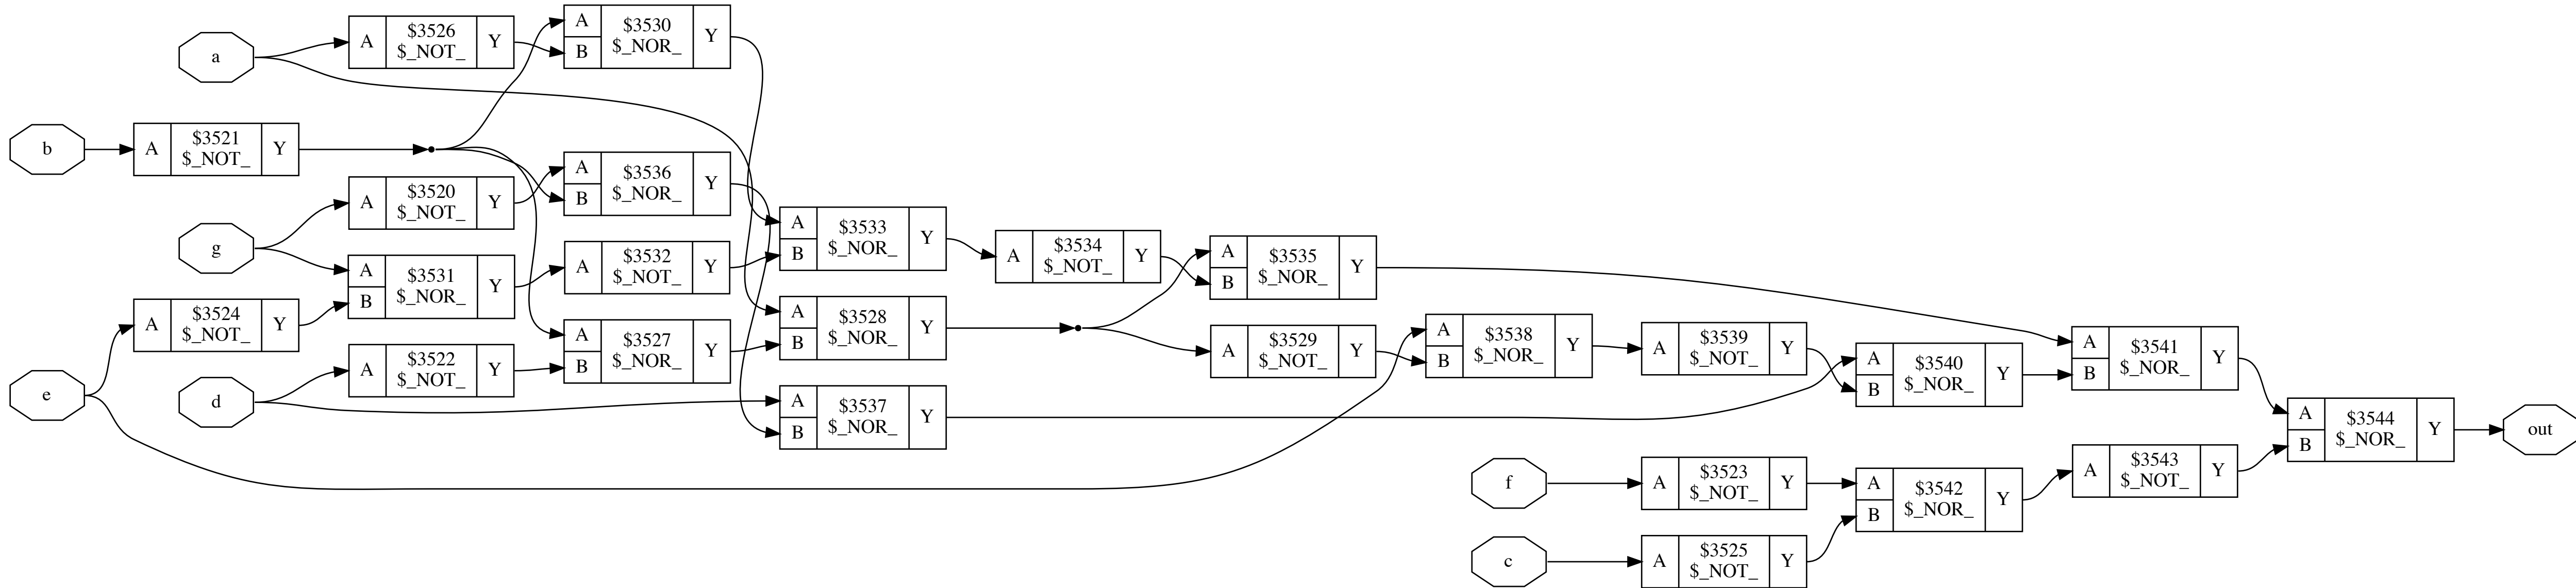 a
A $3526 $_NOT_ Y
A B $3530 $_NOR_ Y
b
A $3521 $_NOT_ Y
A B $3536 $_NOR_ Y
A $3520 $_NOT_ Y
g
A B $3533 $_NOR_ Y
A $3534 $_NOT_ Y
A B $3535 $_NOR_ Y
A B $3531 $_NOR_ Y
A $3532 $_NOT_ Y
A $3524 $_NOT_ Y
A B $3528 $_NOR_ Y
A B $3527 $_NOR_ Y
A $3529 $_NOT_ Y
A B $3538 $_NOR_ Y
A $3539 $_NOT_ Y
A B $3541 $_NOR_ Y
A $3522 $_NOT_ Y
A B $3540 $_NOR_ Y
e
d
A B $3537 $_NOR_ Y
A B $3544 $_NOR_ Y
out
f
A $3523 $_NOT_ Y
A B $3542 $_NOR_ Y
A $3543 $_NOT_ Y
c
A $3525 $_NOT_ Y